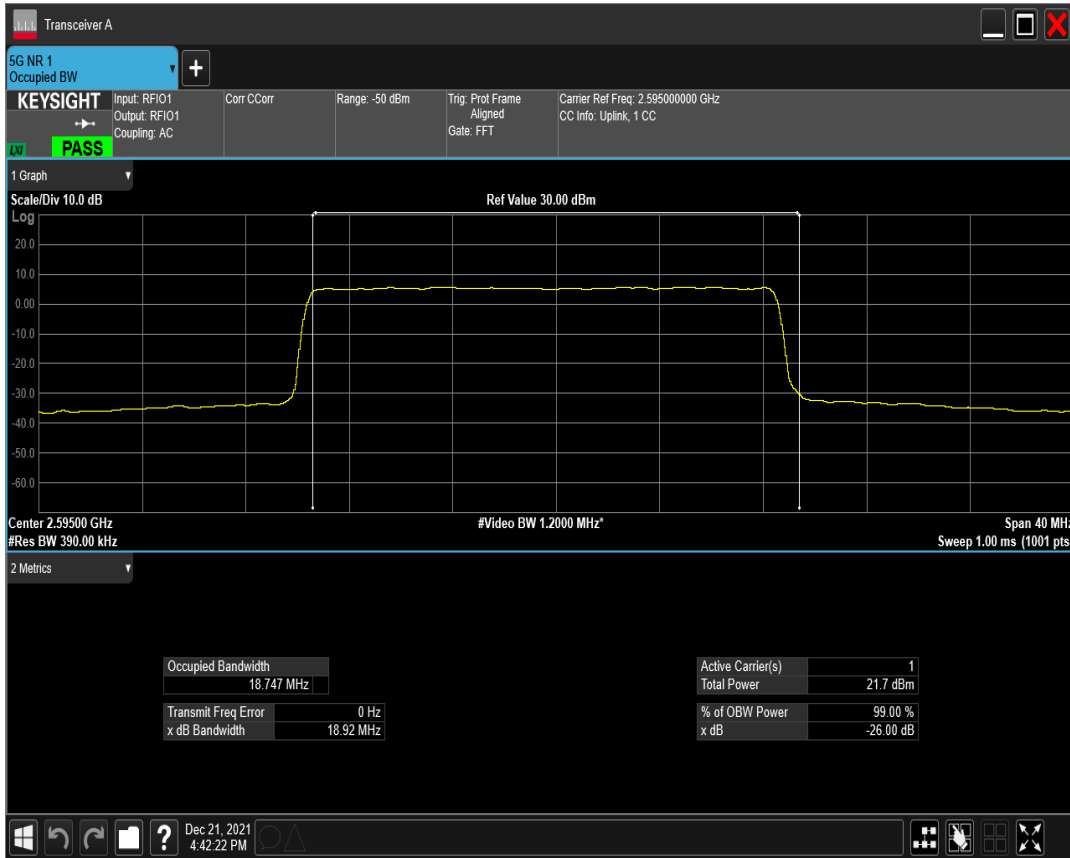 Transceiver A
5G NR 1
Occupied BW
KEYSIGHT
LXI
PASS
Input: RFIO1
Output: RFIO1
Coupling: AC
Corr CCorr
Range: -50 dBm
Trig: Prot Frame
Aligned
Gate: FFT
Carrier Ref Freq: 2.595000000 GHz
CC Info: Uplink, 1 CC
1 Graph
Scale/Div 10.0 dB
Ref Value 30.00 dBm
Log
20.0
10.0
0.00
-10.0
-20.0
-30.0
-40.0
-50.0
-60.0
Center 2.59500 GHz
#Video BW 1.2000 MHz*
Span 40 MHz
#Res BW 390.00 kHz
Sweep 1.00 ms (1001 pts
2 Metrics
Occupied Bandwidth
18.747 MHz
Transmit Freq Error 0 Hz
x dB Bandwidth 18.92 MHz
Active Carrier(s) 1
Total Power 21.7 dBm
% of OBW Power 99.00 %
x dB -26.00 dB
Dec 21, 2021
4:42:22 PM